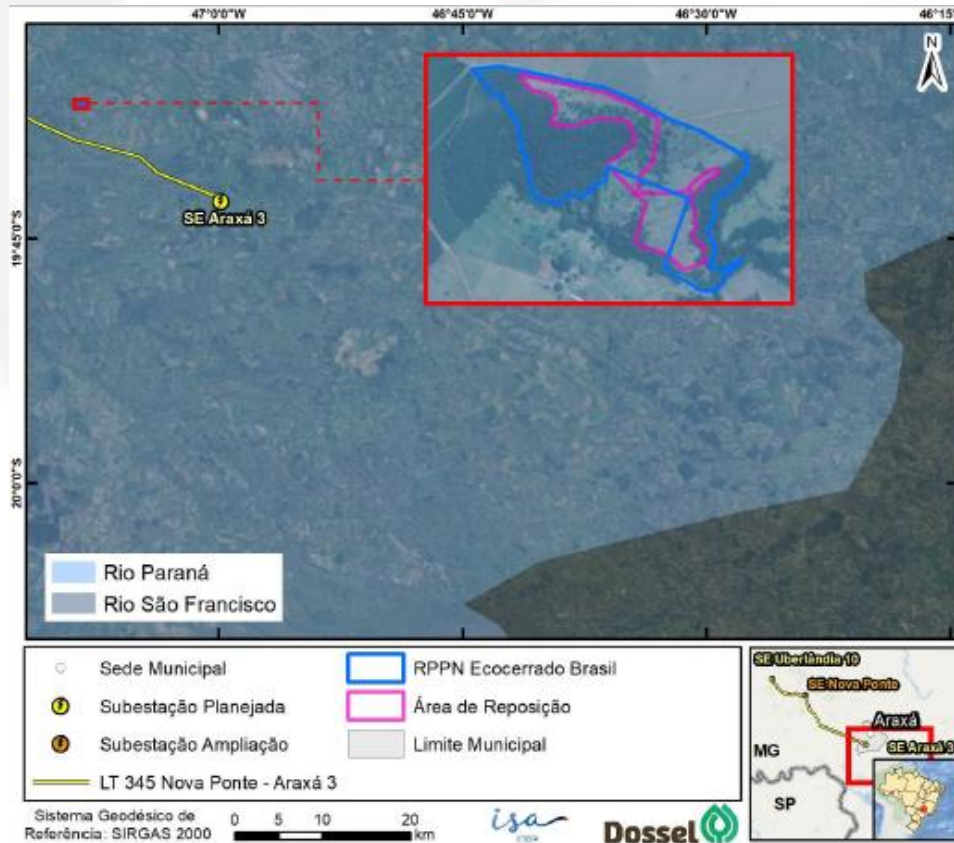 47°0'0"W
46°45'0"W
46°30'0"W
46°15'
N
SE Araxá 3
19°45'0"S
20°0'0"S
Rio Paraná
Rio São Francisco
Sede Municipal
Subestação Planejada
Subestação Ampliação
LT 345 Nova Ponte - Araxá 3
RPPN Ecocerrado Brasil
Área de Reposição
Limite Municipal
SE Uberlândia 10
SE Nova Ponte
Araxá
SE Araxá 3
MG
SP
Sistema Geodésico de
Referência: SIRGAS 2000
0 5 10 20
km
isa
Dossel